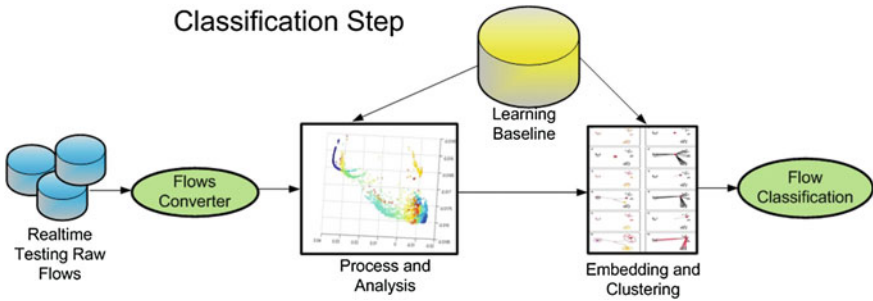 Classification Step
Learning
Baseline
Flows
Converter
Flow
Classification
Realtime
Testing Raw
Flows
Process and
Analysis
Embedding and
Clustering